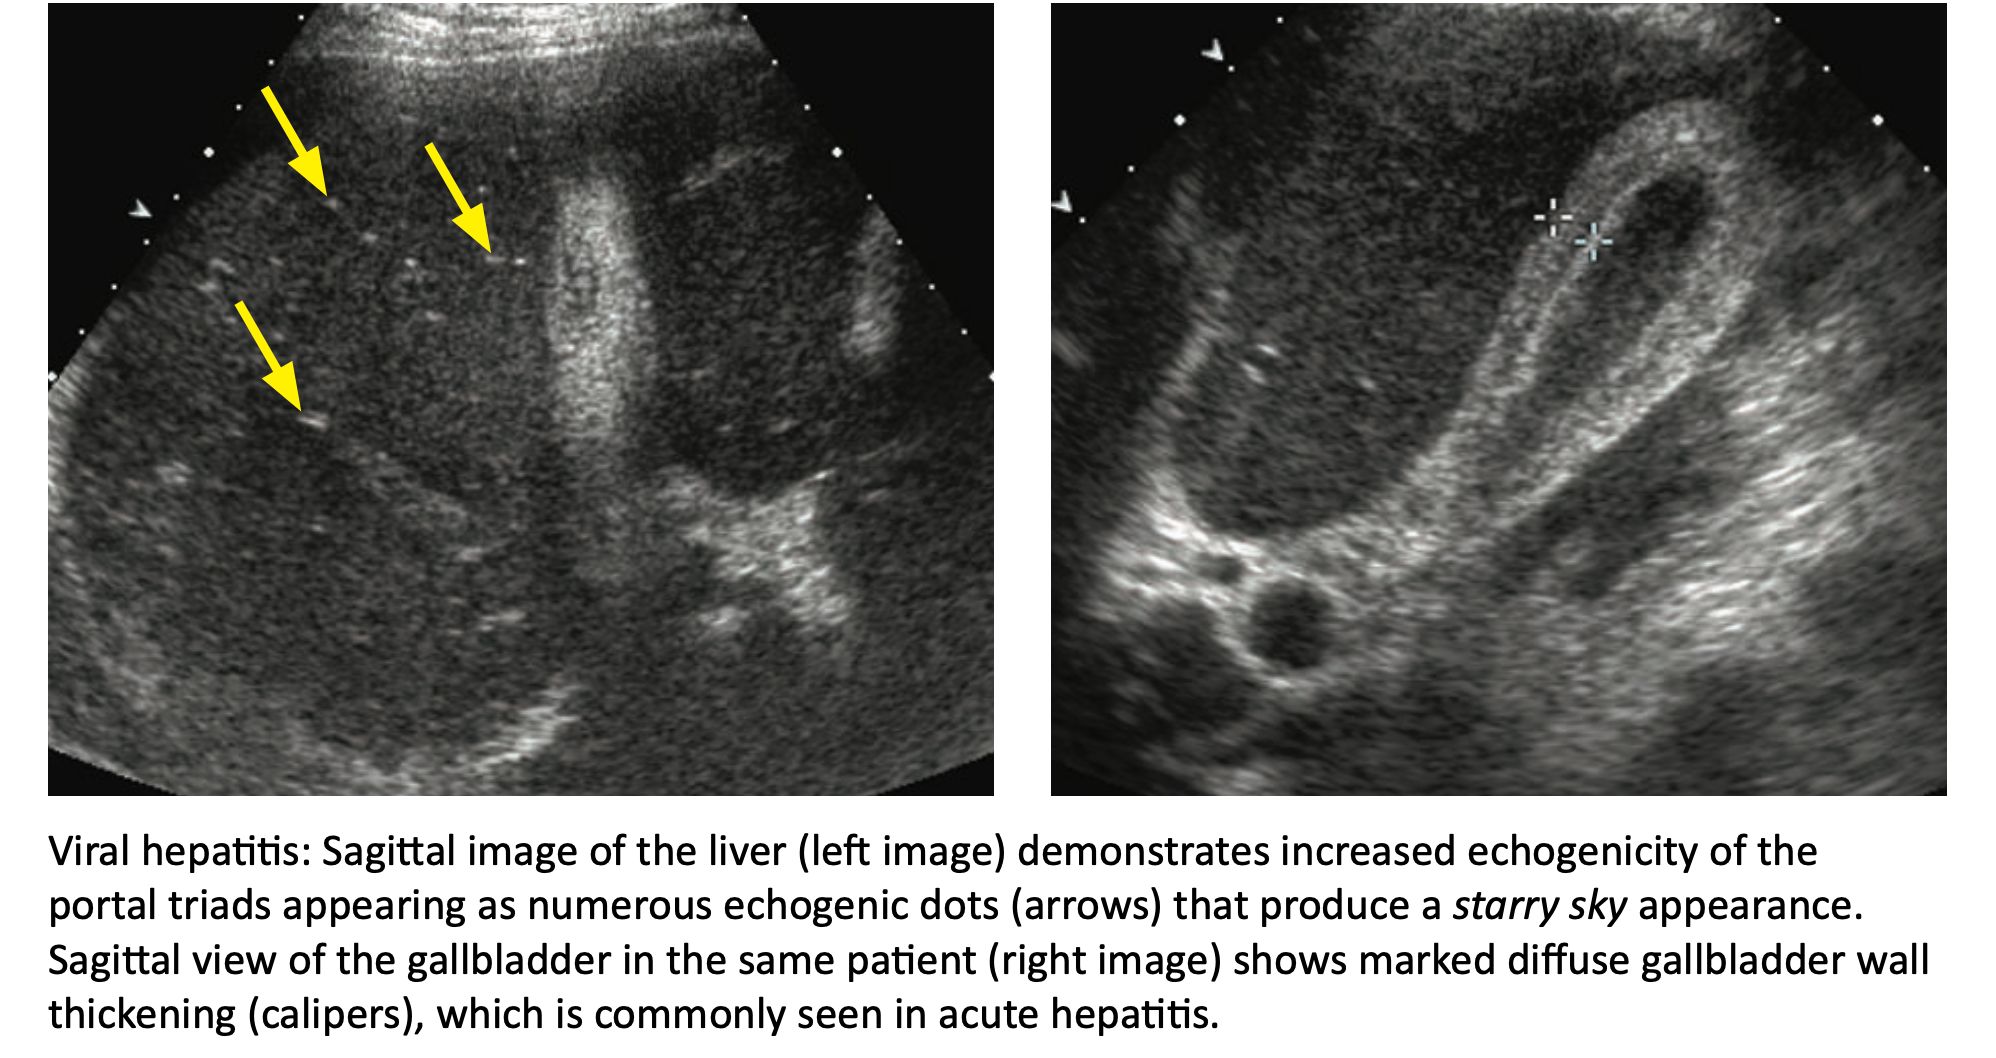 Viral hepatitis: Sagittal image of the liver (left image) demonstrates increased echogenicity of the
portal triads appearing as numerous echogenic dots (arrows) that produce a starry sky appearance.
Sagittal view of the gallbladder in the same patient (right image) shows marked diffuse gallbladder wall
thickening (calipers), which is commonly seen in acute hepatitis.